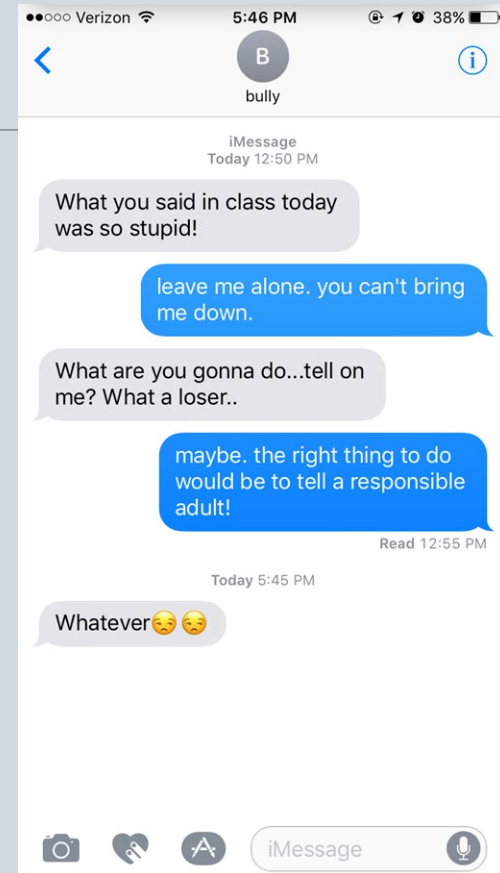 Verizon 5:46 PM 38%
B
bully
iMessage
Today 12:50 PM
What you said in class today
was so stupid!
leave me alone. you can't bring
me down.
What are you gonna do...tell on
me? What a loser..
maybe. the right thing to do
would be to tell a responsible
adult!
Read 12:55 PM
Today 5:45 PM
Whatever😒😒
iMessage